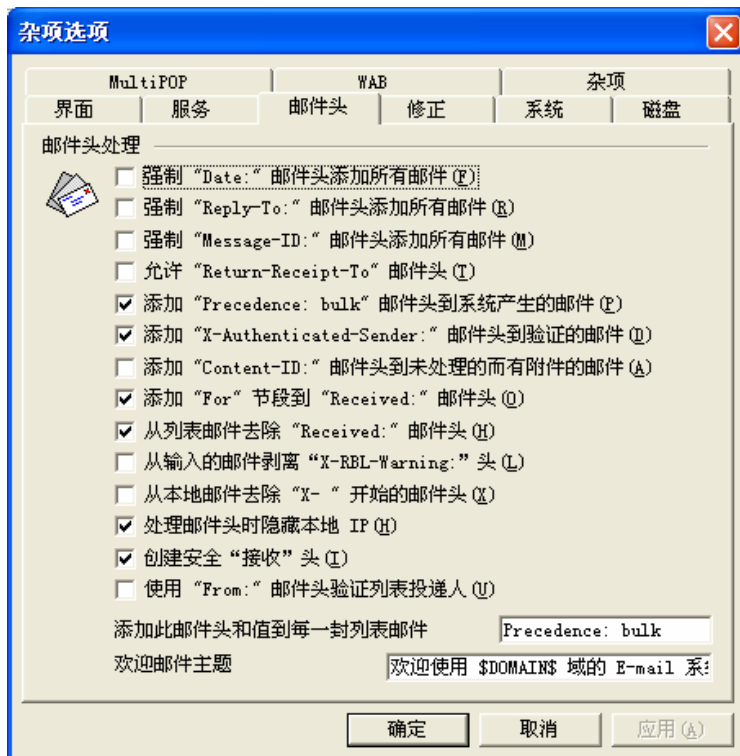 杂项选项
MultiPOP WAB 杂项
界面 服务 邮件头 修正 系统 磁盘
邮件头处理
强制 "Date:" 邮件头添加所有邮件(F)
强制 "Reply-To:" 邮件头添加所有邮件(R)
强制 "Message-ID:" 邮件头添加所有邮件(M)
允许 "Return-Receipt-To" 邮件头(T)
添加 "Precedence: bulk" 邮件头到系统产生的邮件(P)
添加 "X-Authenticated-Sender:" 邮件头到验证的邮件(D)
添加 "Content-ID:" 邮件头到未处理的而有附件的邮件(A)
添加 "For" 节段到 "Received:" 邮件头(O)
从列表邮件去除 "Received:" 邮件头(H)
从输入的邮件剥离“X-RBL-Warning:”头(L)
从本地邮件去除 "X- " 开始的邮件头(X)
处理邮件头时隐藏本地 IP(H)
创建安全“接收”头(I)
使用 "From:" 邮件头验证列表投递人(U)
添加此邮件头和值到每一封列表邮件 Precedence: bulk
欢迎邮件主题 欢迎使用 $DOMAIN$ 域的 E-mail 系
确定 取消 应用(A)